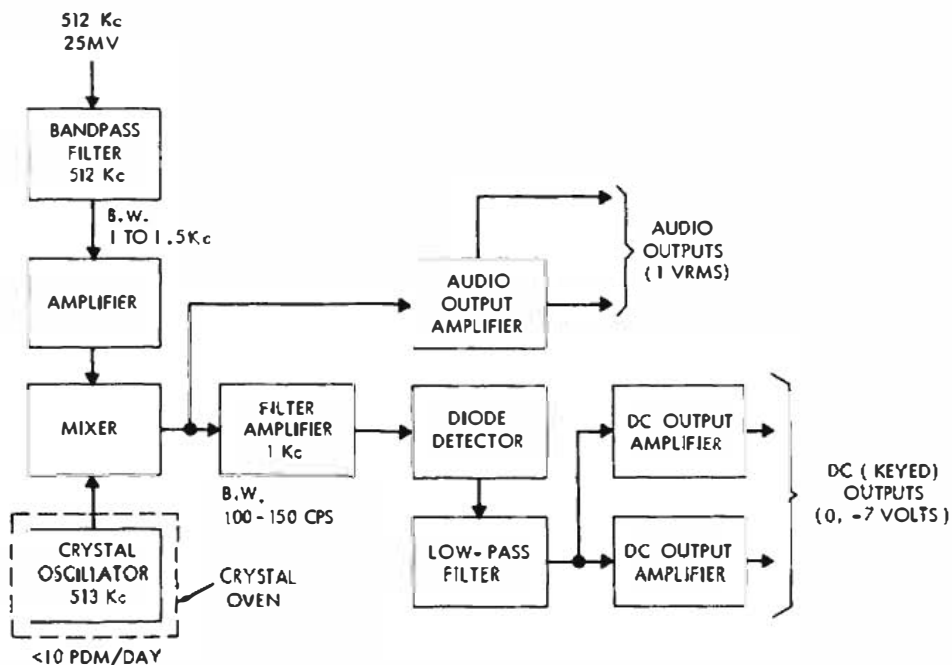 512 Kc
25MV
BANDPASS
FILTER
512 Kc
B.W.
1 TO 1.5Kc
AMPLIFIER
MIXER
CRYSTAL
OSCILLATOR
513 Kc
CRYSTAL
OVEN
<10 PDM/DAY
FILTER
AMPLIFIER
1 Kc
B.W.
100-150 CPS
AUDIO
OUTPUT
AMPLIFIER
AUDIO
OUTPUTS
(1 VRMS)
DIODE
DETECTOR
LOW-PASS
FILTER
DC OUTPUT
AMPLIFIER
DC OUTPUT
AMPLIFIER
DC (KEYED)
OUTPUTS
(0, -7 VOLTS)